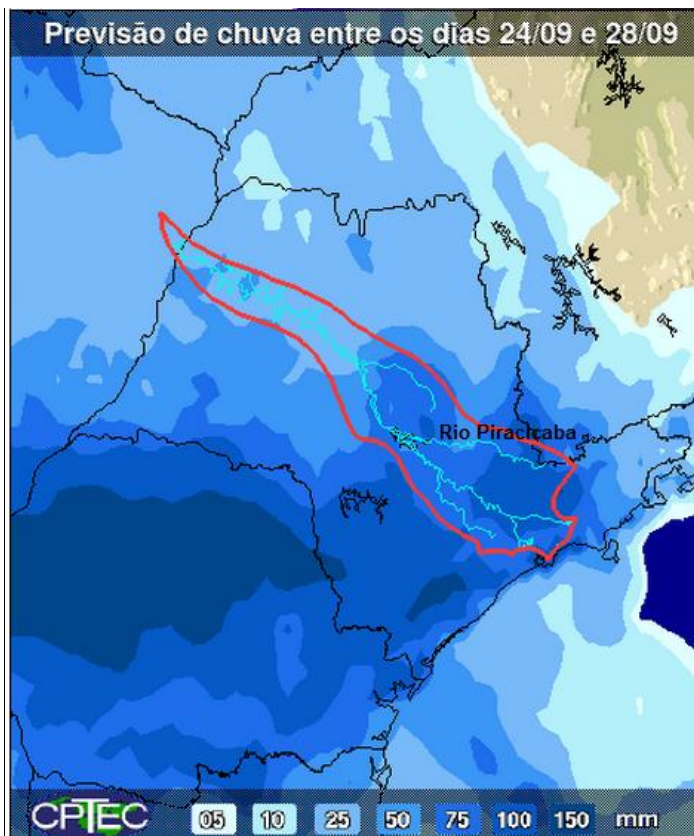 Previsão de chuva entre os dias 24/09 e 28/09
Rio Piracicaba
CPTEC 05 10 25 50 75 100 150 mm